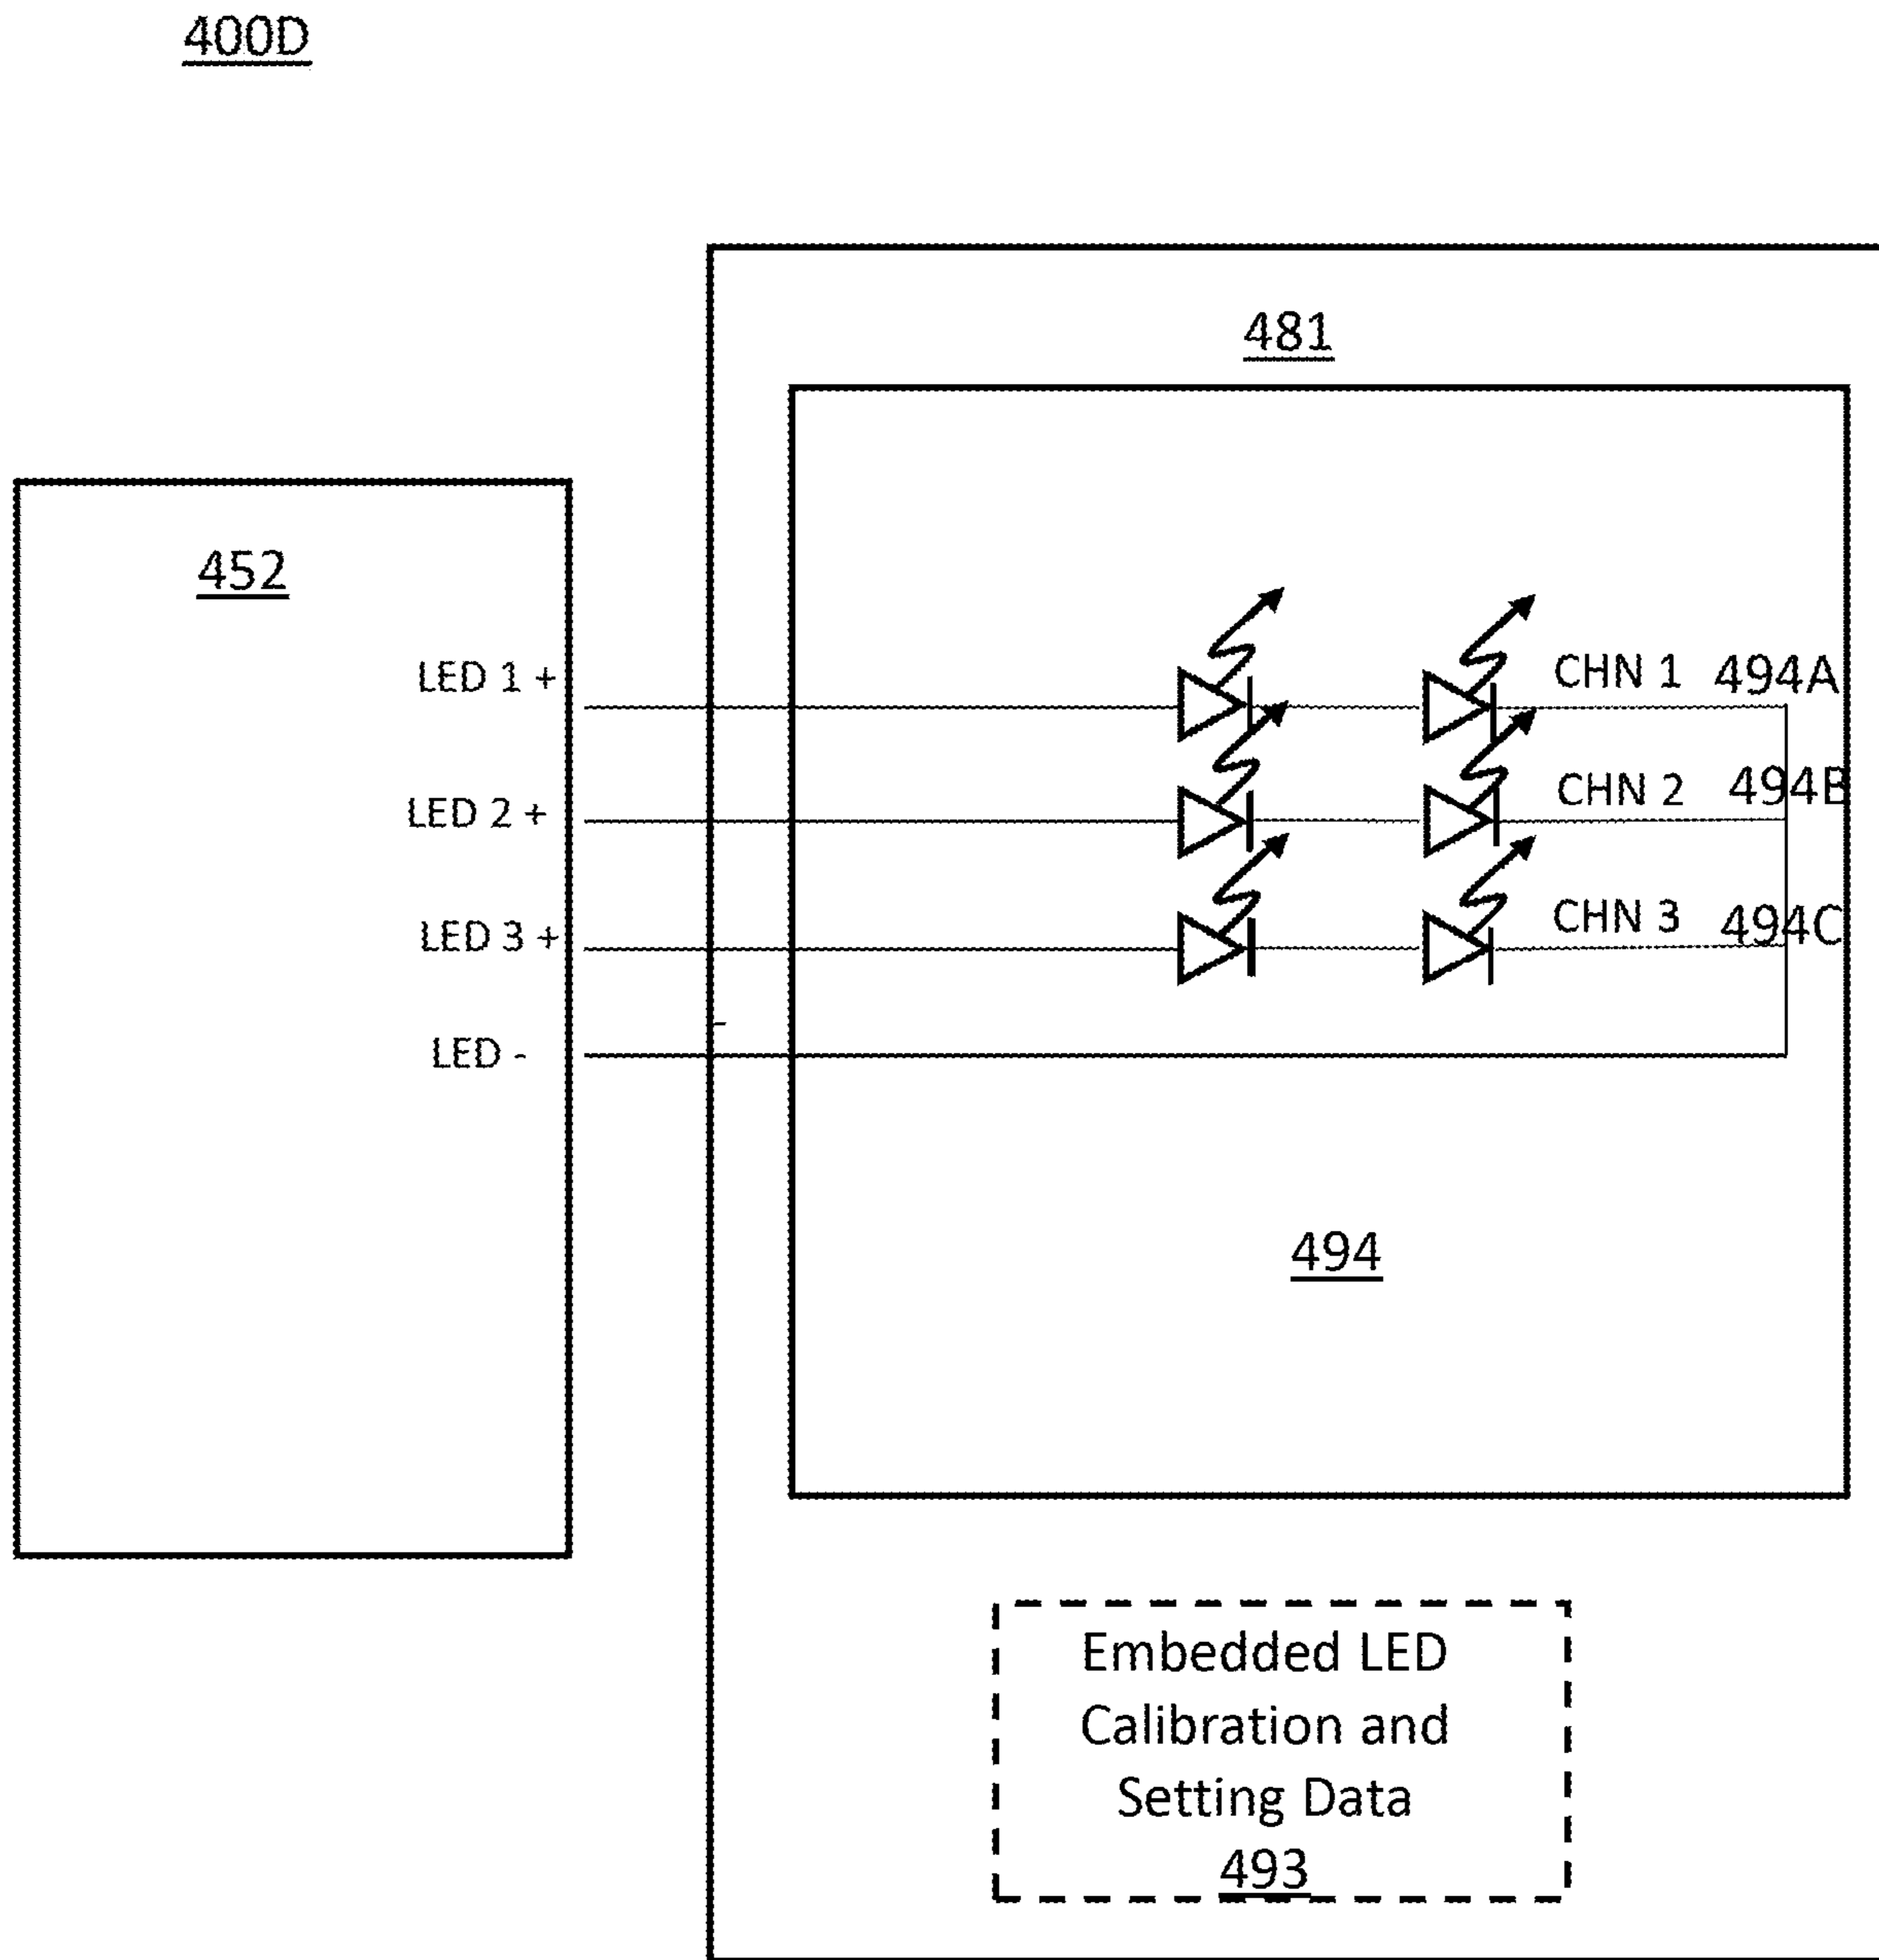 400D
481
452
LED 1 +
CHN 1 494A
LED 2 +
CHN 2 494B
LED 3 +
CHN 3 494C
LED -
494
Embedded LED
Calibration and
Setting Data
493